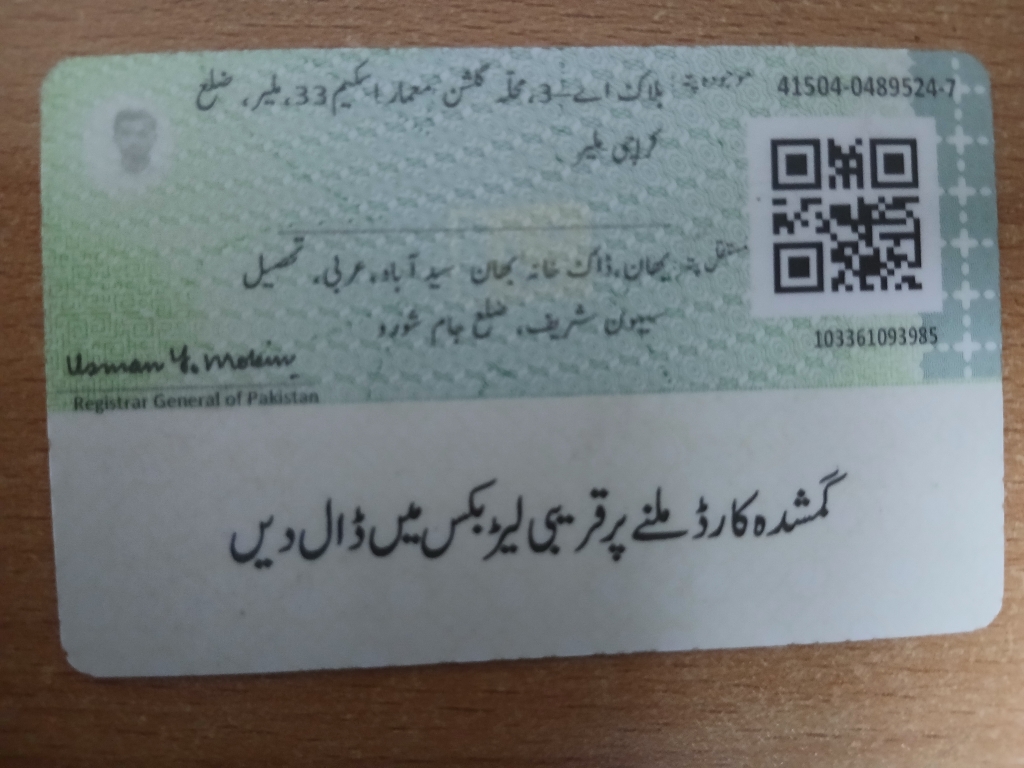 41504-0489524-7
موجودہ پتہ بلاک اے-3، محلہ گلشن معمار اسکیم 33، ملیر، ضلع
کراچی ملیر
مستقل پتہ بھان، ڈاک خانہ بھان سید آباد، عربی، تحصیل
سیہون شریف، ضلع جام شورو
103361093985
Usman Y. Mobin
Registrar General of Pakistan
گمشدہ کارڈ ملنے پر قریبی لیٹر بکس میں ڈال دیں